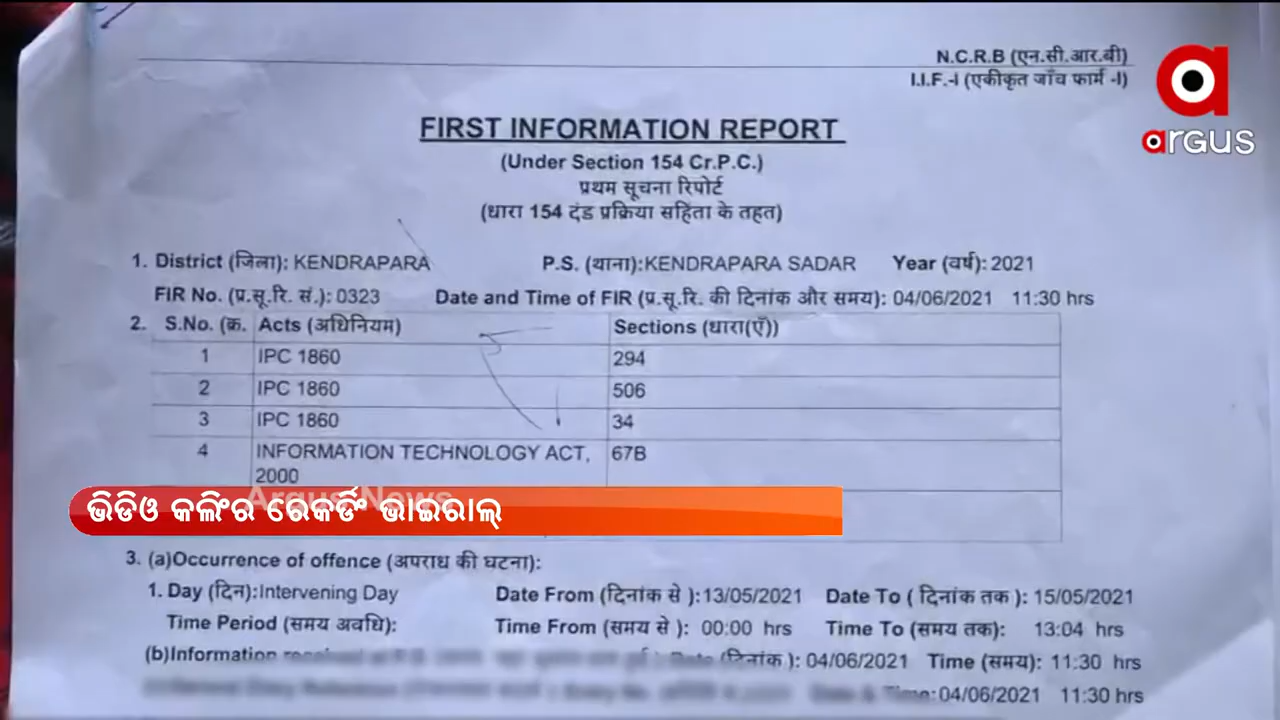 N.C.R.B (एन.सी.आर.बी)
I.I.F.-I (एकीकृत जाँच फार्म -I)
argus
FIRST INFORMATION REPORT
(Under Section 154 Cr.P.C.)
प्रथम सूचना रिपोर्ट
(धारा 154 दंड प्रक्रिया सहिता के तहत)
1. District (जिला): KENDRAPARA P.S. (थाना):KENDRAPARA SADAR Year (वर्ष): 2021
FIR No. (प्र.सू.रि. सं.): 0323 Date and Time of FIR (प्र.सू.रि. की दिनांक और समय): 04/06/2021 11:30 hrs
2. S.No. (क्र. Acts (अधिनियम) Sections (धारा(एँ))
1 IPC 1860 294
2 IPC 1860 506
3 IPC 1860 34
4 INFORMATION TECHNOLOGY ACT, 67B
2000
Argus News
ଭିଡିଓ କଲିଂର ରେକର୍ଡିଂ ଭାଇରାଲ୍
3. (a)Occurrence of offence (अपराध की घटना):
1. Day (दिन):Intervening Day Date From (दिनांक से ):13/05/2021 Date To ( दिनांक तक ): 15/05/2021
Time Period (समय अवधि): Time From (समय से ): 00:00 hrs Time To (समय तक): 13:04 hrs
(b)Information (दिनांक ): 04/06/2021 Time (समय): 11:30 hrs
04/06/2021 11:30 hrs